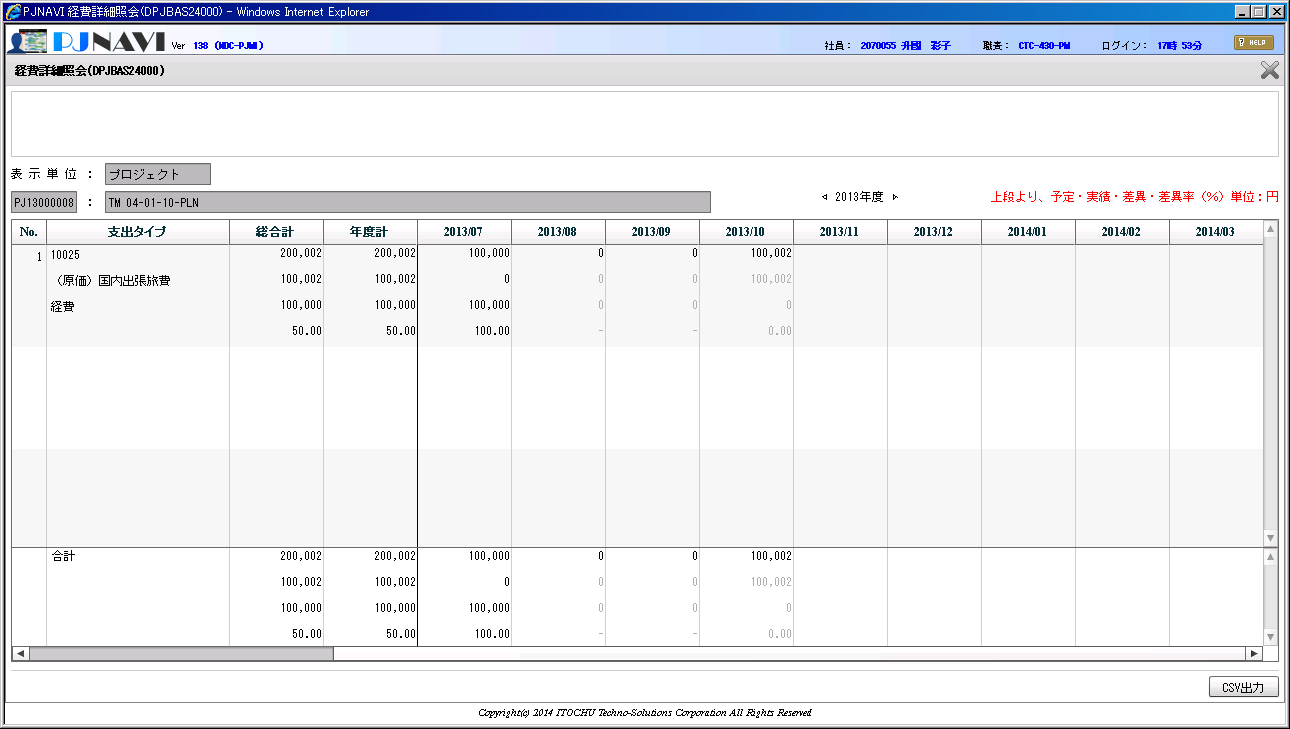 PJNAVI 経費詳細照会(DPJBAS24000) - Windows Internet Explorer
PJNAVI Ver 138 (NDC-PJMI) 社員： 2070055 升國 彩子 職責： CTC-430-PM ログイン： 17時 53分 ? HELP
経費詳細照会(DPJBAS24000)
表示単位 ： プロジェクト
PJ13000008 ： TM 04-01-10-PLN 2013年度 上段より、予定・実績・差異・差異率（％）単位：円
No. 支出タイプ 総合計 年度計 2013/07 2013/08 2013/09 2013/10 2013/11 2013/12 2014/01 2014/02 2014/03
1 10025 200,002 200,002 100,000 0 0 100,002
（原価）国内出張旅費 100,002 100,002 0 0 0 100,002
経費 100,000 100,000 100,000 0 0 0
50.00 50.00 100.00 - - 0.00
合計 200,002 200,002 100,000 0 0 100,002
100,002 100,002 0 0 0 100,002
100,000 100,000 100,000 0 0 0
50.00 50.00 100.00 - - 0.00
CSV出力
Copyright(c) 2014 ITOCHU Techno-Solutions Corporation All Rights Reserved